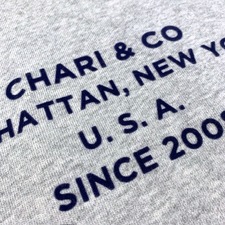 CHARI & CO
HATTAN, NEW YO
U. S. A.
SINCE 200